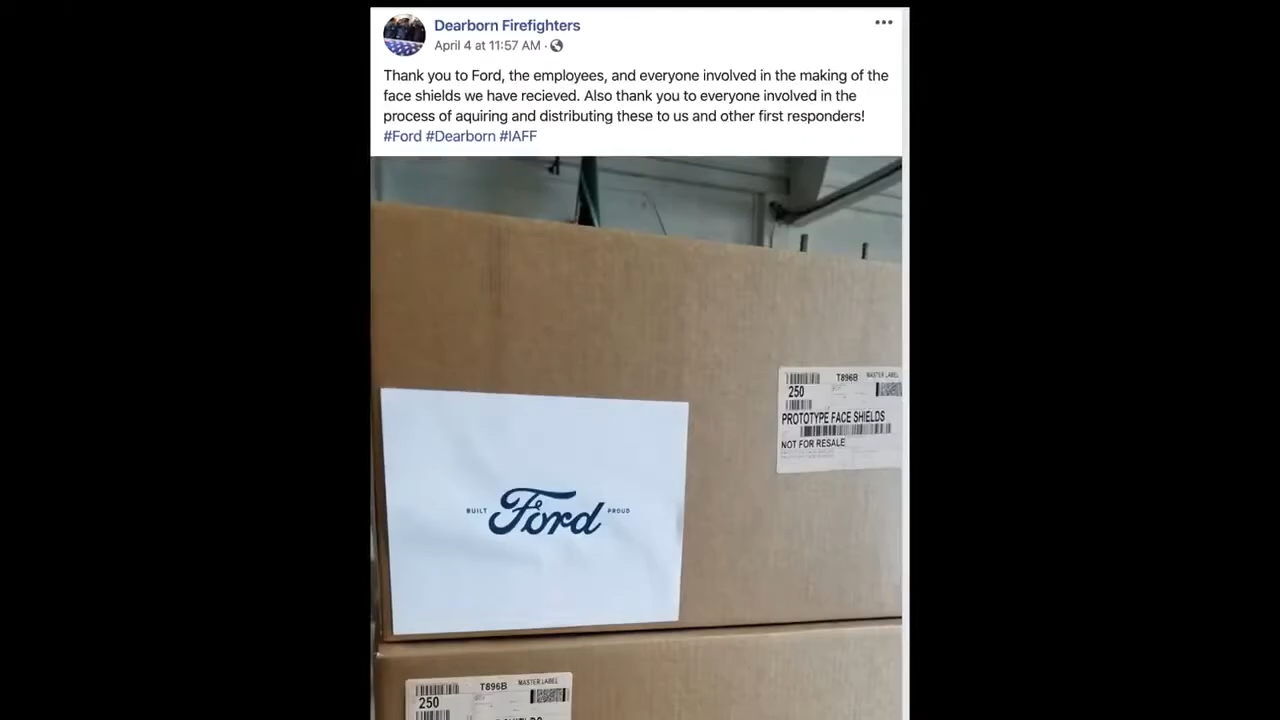 Dearborn Firefighters
April 4 at 11:57 AM
Thank you to Ford, the employees, and everyone involved in the making of the
face shields we have recieved. Also thank you to everyone involved in the
process of aquiring and distributing these to us and other first responders!
#Ford #Dearborn #IAFF
T896B MASTER LABEL
250
PROTOTYPE FACE SHIELDS
NOT FOR RESALE
BUILT Ford PROUD
T896B MASTER LABEL
250